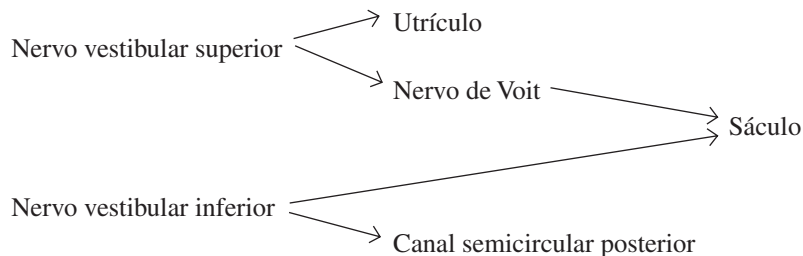 Utrículo
Nervo vestibular superior
Nervo de Voit
Sáculo
Nervo vestibular inferior
Canal semicircular posterior